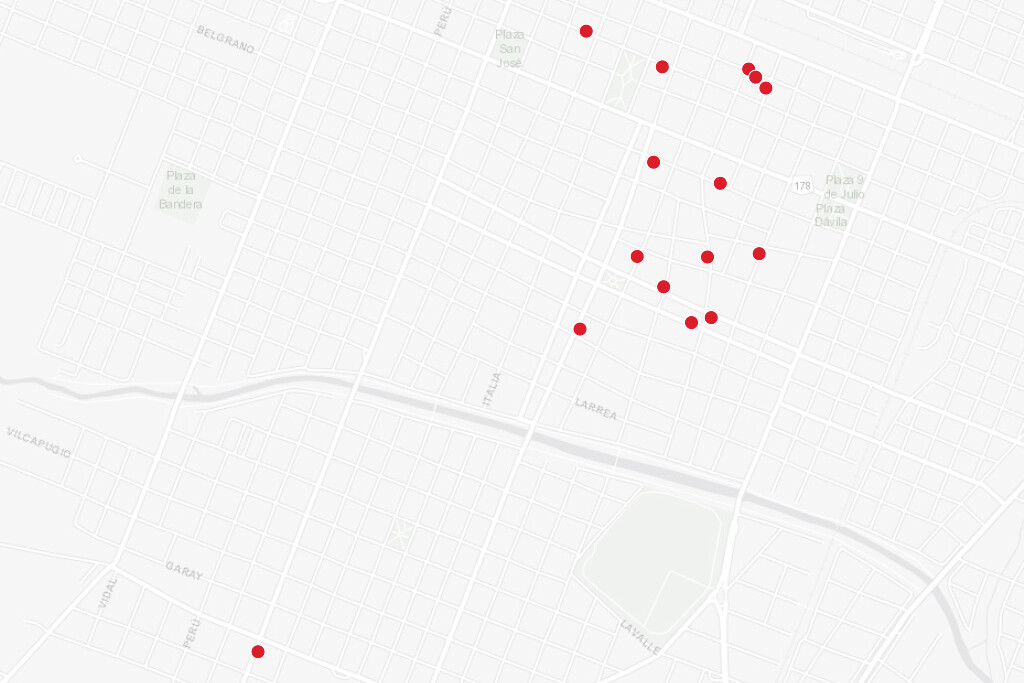 PERÚ
BELGRANO
Plaza
San
José
Plaza
de la
Bandera
178
Plaza 9
de Julio
Plaza
Dávila
ITALIA
LARREA
VILCAPUGIO
GARAY
VIDAL
PERÚ
LAVALLE